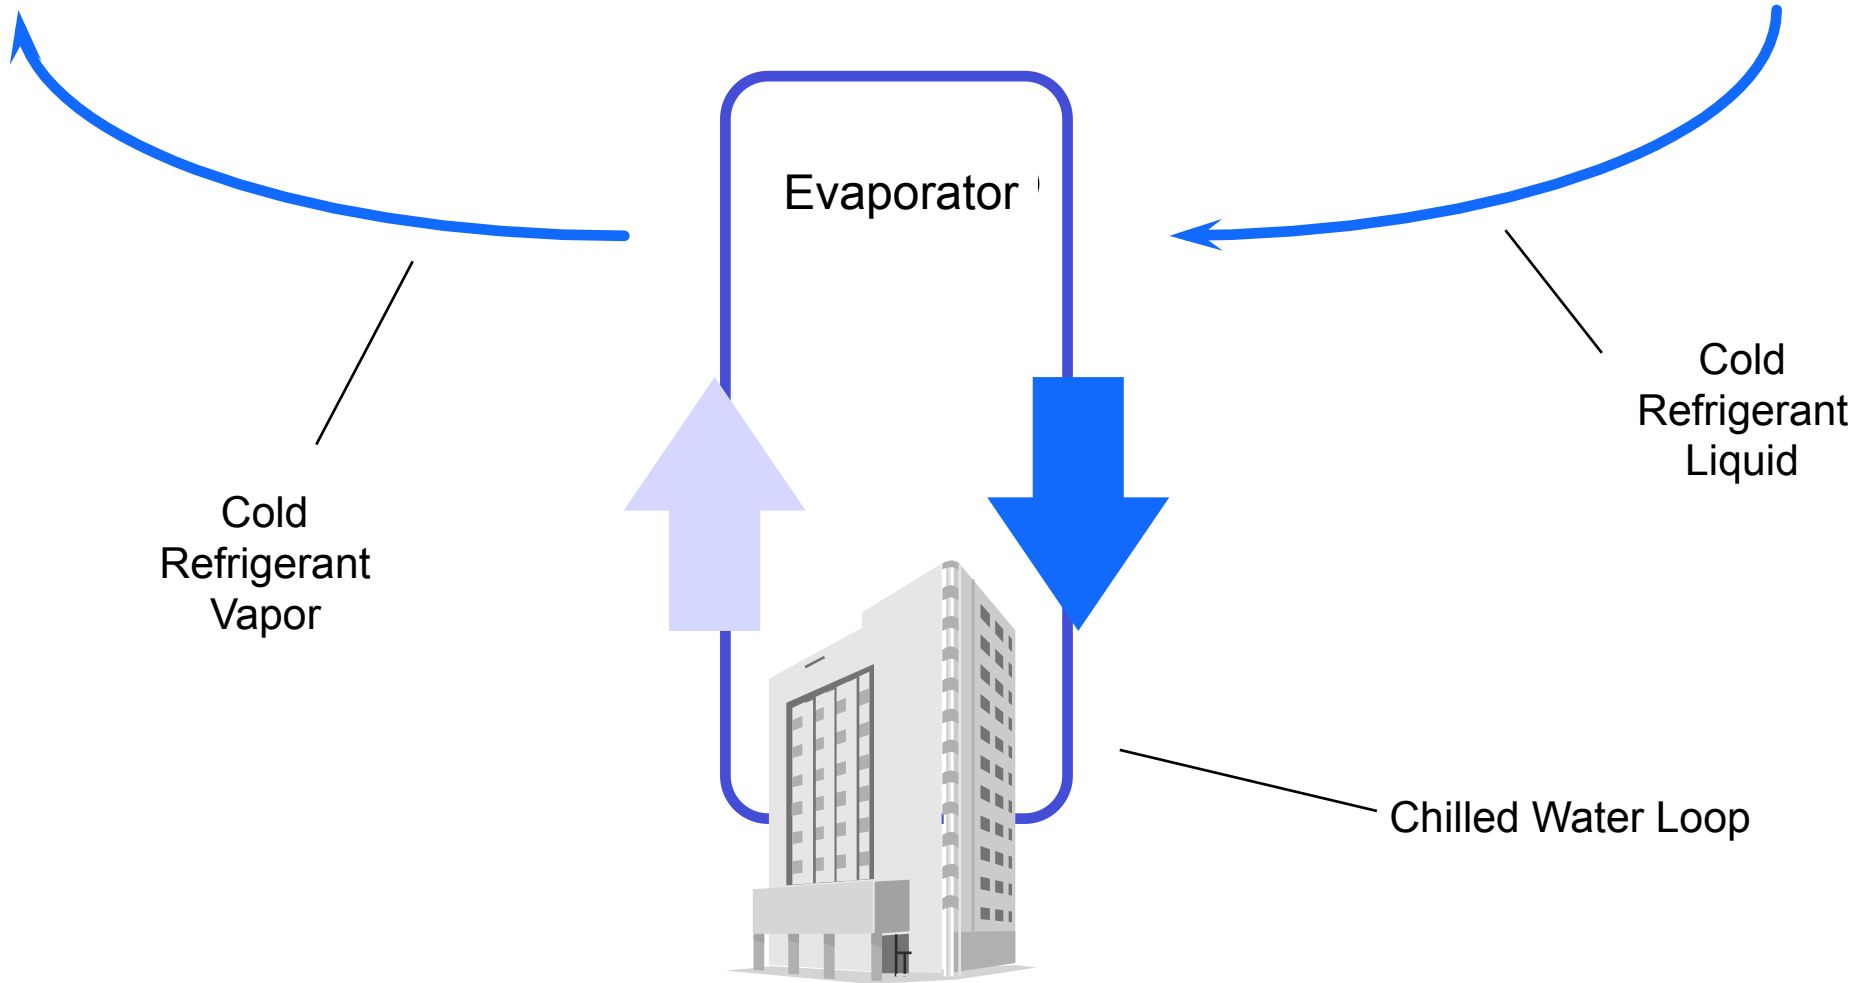 Evaporator
Cold
Refrigerant
Liquid
Cold
Refrigerant
Vapor
Chilled Water Loop